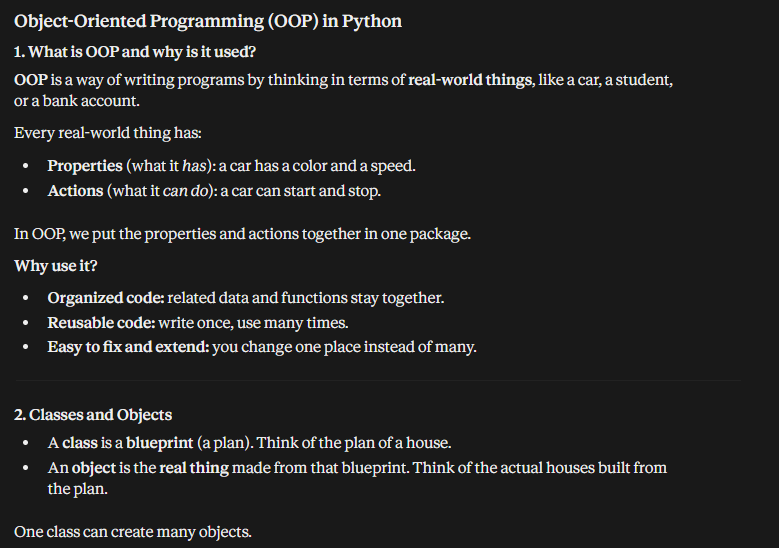 Object-Oriented Programming (OOP) in Python
1. What is OOP and why is it used?
OOP is a way of writing programs by thinking in terms of real-world things, like a car, a student,
or a bank account.
Every real-world thing has:
• Properties (what it has): a car has a color and a speed.
• Actions (what it can do): a car can start and stop.
In OOP, we put the properties and actions together in one package.
Why use it?
• Organized code: related data and functions stay together.
• Reusable code: write once, use many times.
• Easy to fix and extend: you change one place instead of many.
2. Classes and Objects
• A class is a blueprint (a plan). Think of the plan of a house.
• An object is the real thing made from that blueprint. Think of the actual houses built from
the plan.
One class can create many objects.